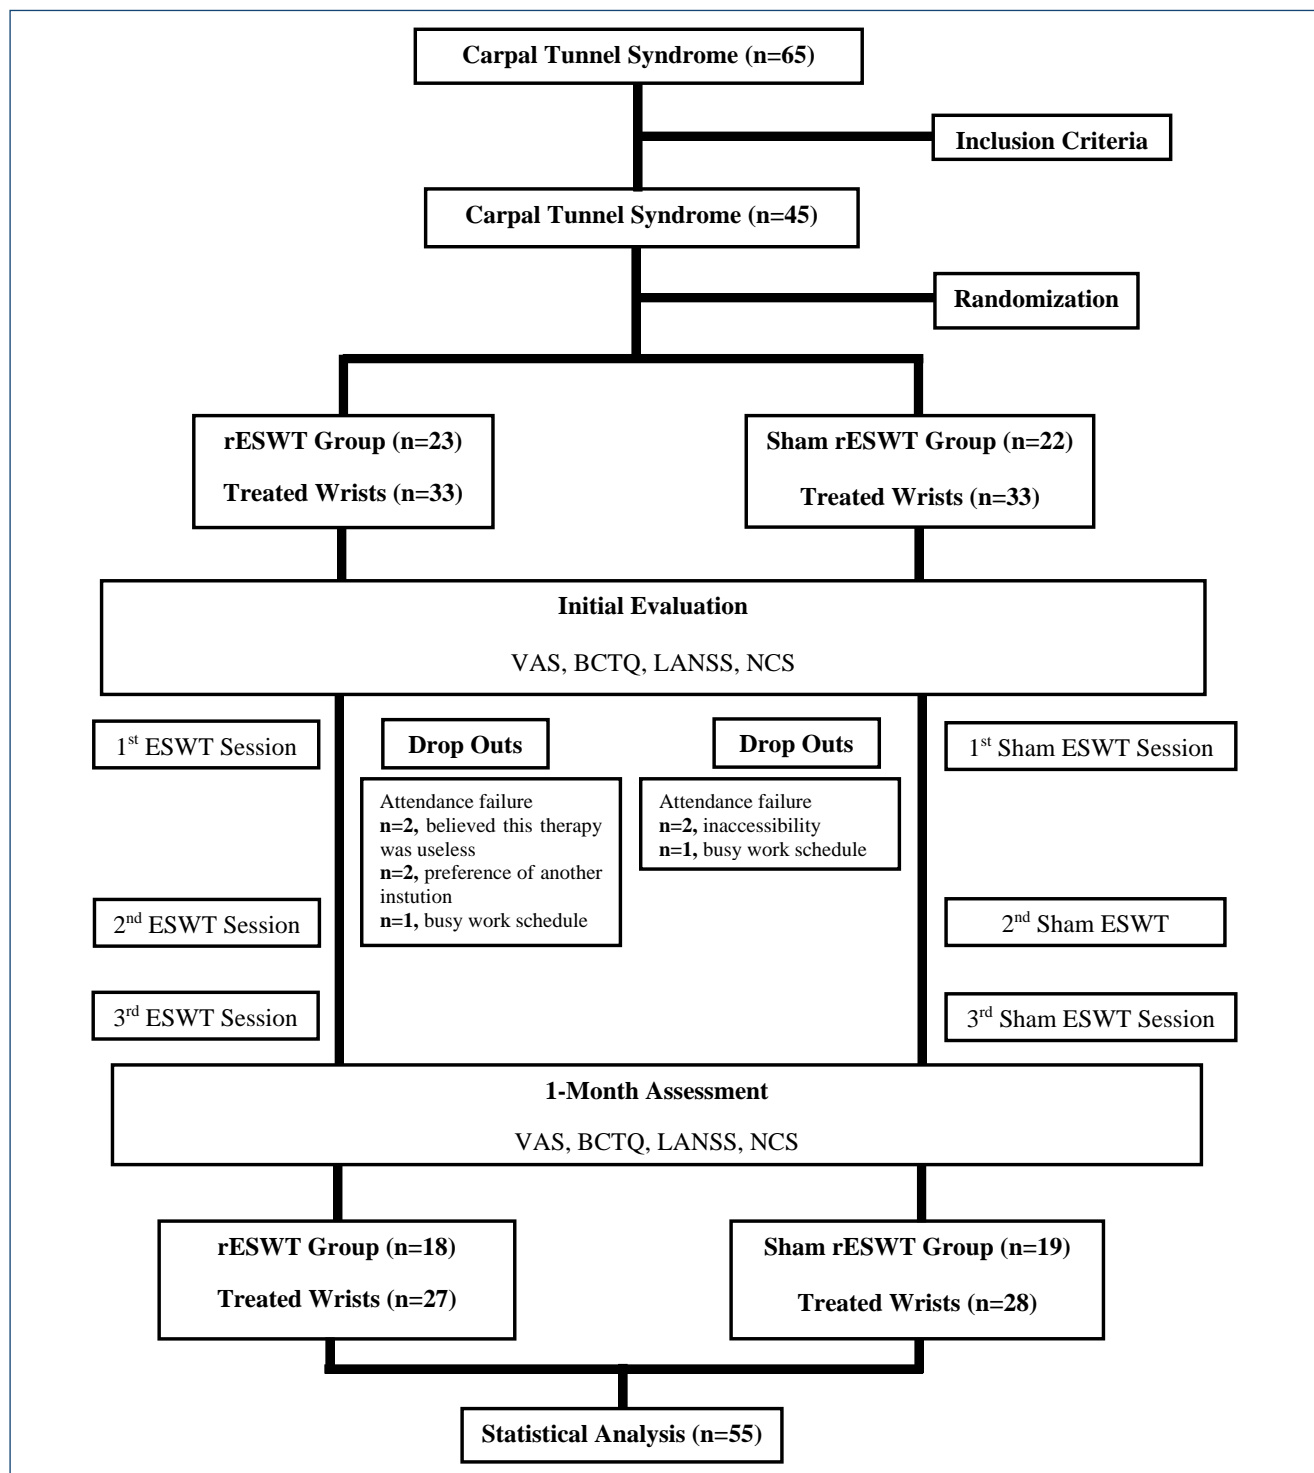 Carpal Tunnel Syndrome (n=65)
Inclusion Criteria
Carpal Tunnel Syndrome (n=45)
Randomization
rESWT Group (n=23)
Treated Wrists (n=33)
Sham rESWT Group (n=22)
Treated Wrists (n=33)
Initial Evaluation
VAS, BCTQ, LANSS, NCS
1st ESWT Session
Drop Outs
Attendance failure
n=2, believed this therapy
was useless
n=2, preference of another
instution
n=1, busy work schedule
Drop Outs
Attendance failure
n=2, inaccessibility
n=1, busy work schedule
1st Sham ESWT Session
2nd ESWT Session
2nd Sham ESWT
3rd ESWT Session
3rd Sham ESWT Session
1-Month Assessment
VAS, BCTQ, LANSS, NCS
rESWT Group (n=18)
Treated Wrists (n=27)
Sham rESWT Group (n=19)
Treated Wrists (n=28)
Statistical Analysis (n=55)